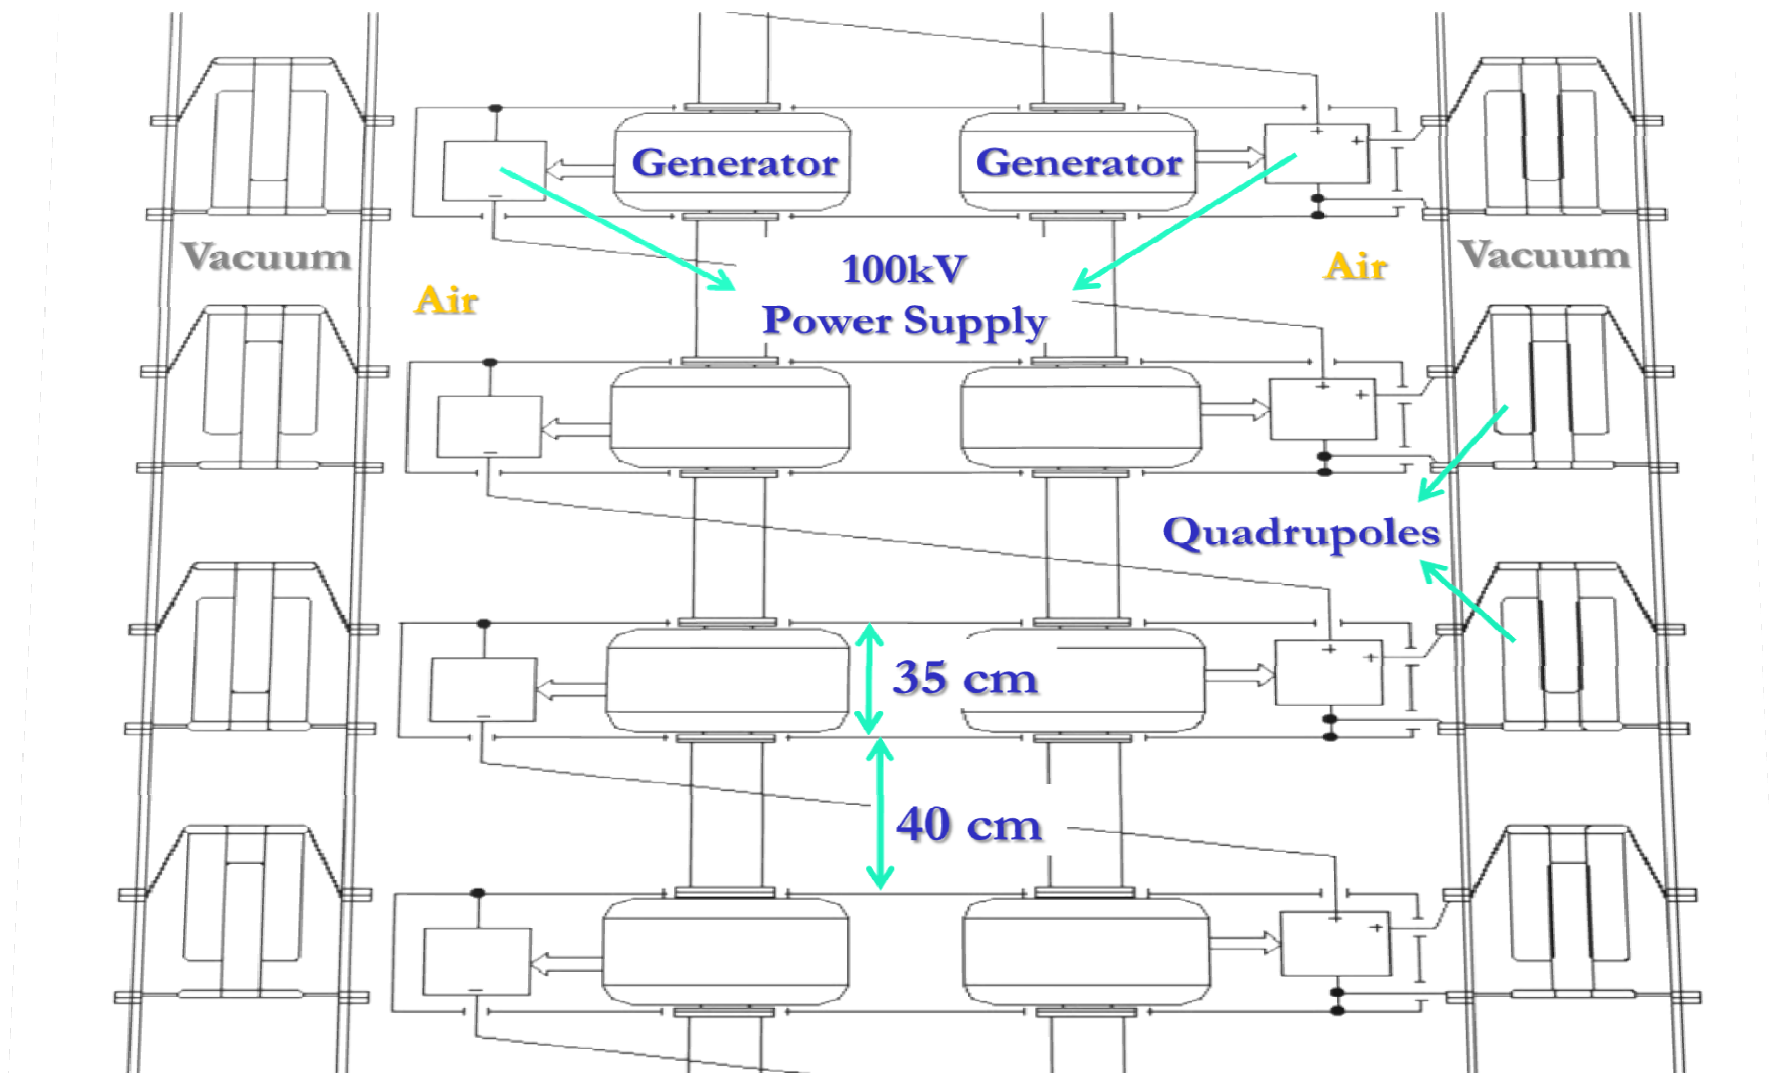 Generator
Generator
Vacuum
Air
100kV
Power Supply
Air
Vacuum
Quadrupoles
35 cm
40 cm